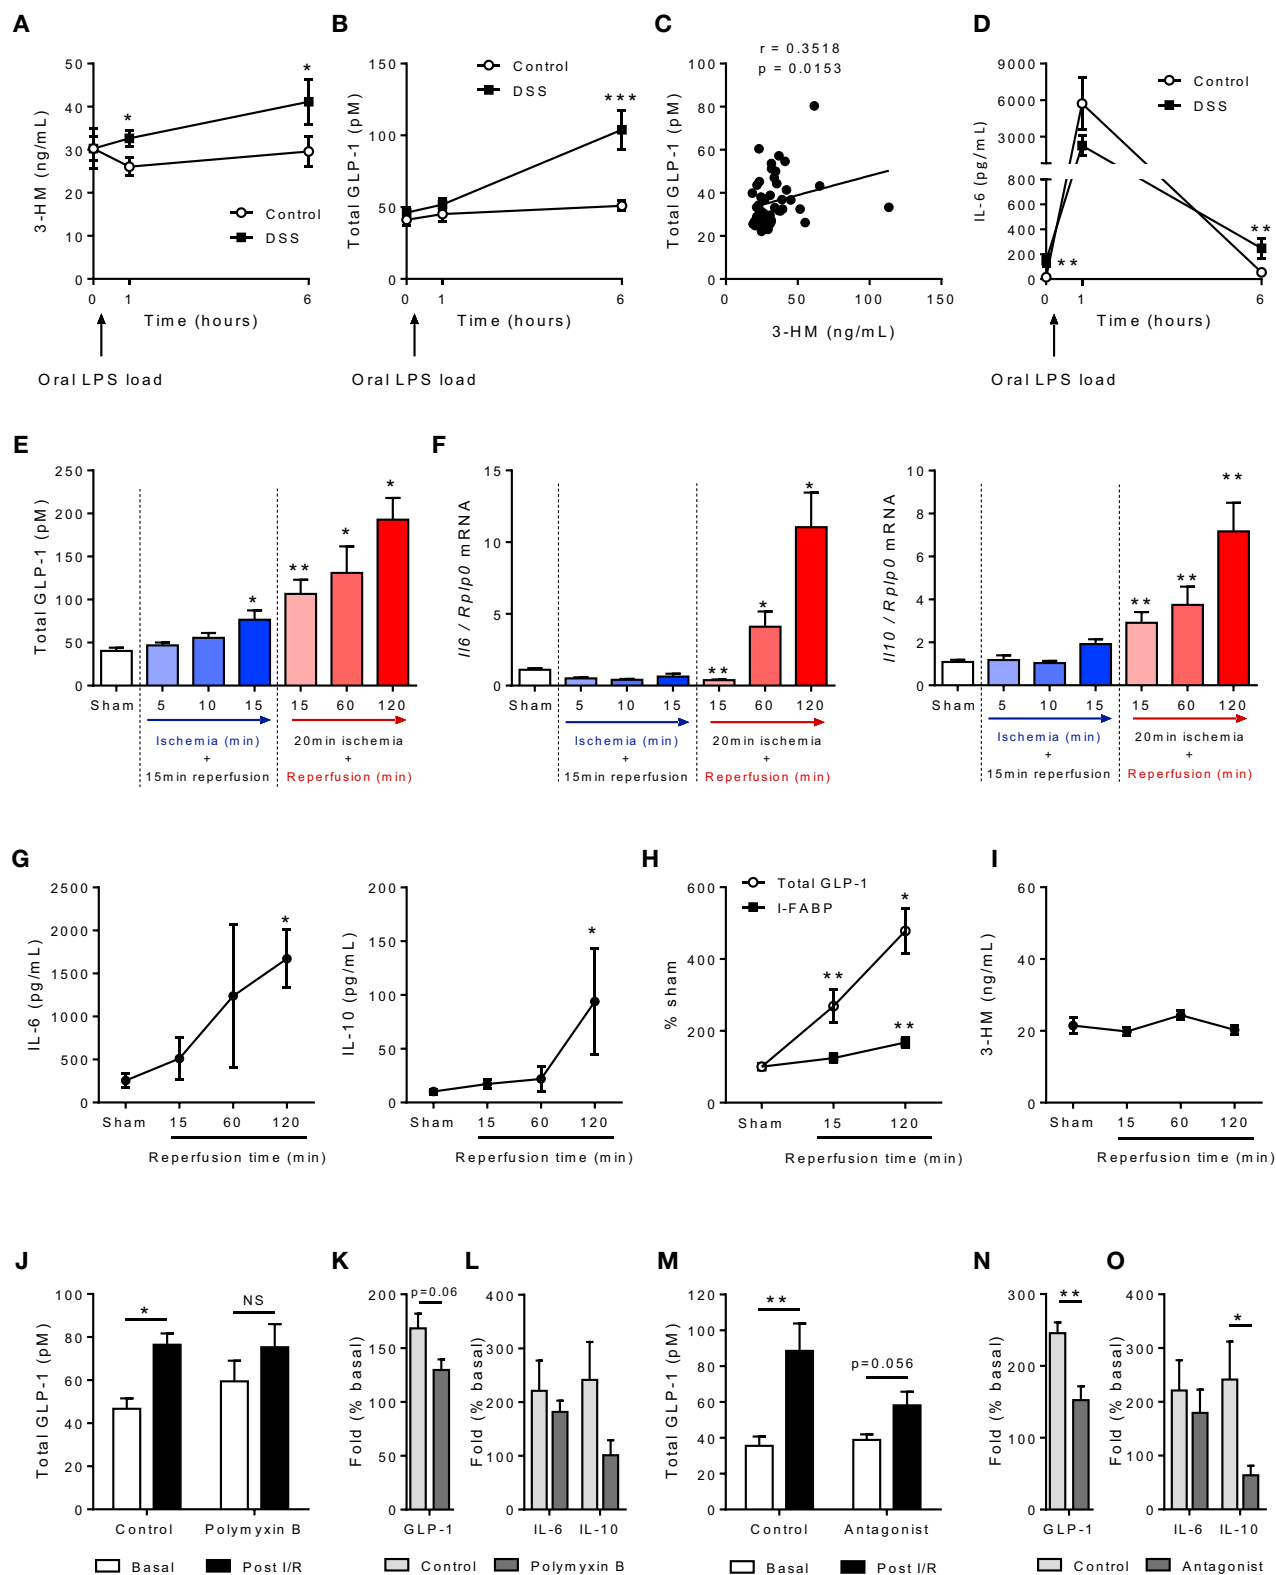 A
50
40
30
30
10
0
3-HM (ng/mL)
*
*
Control
DSS
0 1 6
Time (hours)
Oral LPS load
B
150
100
50
0
Total GLP-1 (pM)
Control
DSS
***
0 1 6
Time (hours)
Oral LPS load
C
r = 0.3518
p = 0.0153
100
80
60
40
20
0
Total GLP-1 (pM)
0 50 100 150
3-HM (ng/mL)
D
9000
6000
3000
800
600
400
200
0
IL-6 (pg/mL)
Control
DSS
**
**
0 1 6
Time (hours)
Oral LPS load
E
250
200
150
100
50
0
Total GLP-1 (pM)
*
**
*
*
Sham 5 10 15 15 60 120
Ischemia (min)
+
15min reperfusion
20min ischemia
+
Reperfusion (min)
F
15
10
5
0
Il6 / Rplp0 mRNA
**
*
*
Sham 5 10 15 15 60 120
Ischemia (min)
+
15min reperfusion
20min ischemia
+
Reperfusion (min)
10
8
6
4
2
0
Il10 / Rplp0 mRNA
**
**
**
Sham 5 10 15 15 60 120
Ischemia (min)
+
15min reperfusion
20min ischemia
+
Reperfusion (min)
G
2500
2000
1500
1000
500
0
IL-6 (pg/mL)
*
Sham 15 60 120
Reperfusion time (min)
200
150
100
50
0
IL-10 (pg/mL)
*
Sham 15 60 120
Reperfusion time (min)
H
600
400
200
0
% sham
Total GLP-1
I-FABP
**
*
**
Sham 15 120
Reperfusion time (min)
I
60
40
20
0
3-HM (ng/mL)
Sham 15 60 120
Reperfusion time (min)
J
100
80
60
40
20
0
Total GLP-1 (pM)
*
NS
Control Polymyxin B
Basal Post I/R
K
200
150
100
50
0
Fold (% basal)
p=0.06
GLP-1
L
400
300
200
100
0
Fold (% basal)
IL-6 IL-10
Control Polymyxin B
M
120
100
80
60
40
20
0
Total GLP-1 (pM)
**
p=0.056
Control Antagonist
Basal Post I/R
N
300
200
100
0
Fold (% basal)
**
GLP-1
O
400
300
200
100
0
Fold (% basal)
*
IL-6 IL-10
Control Antagonist